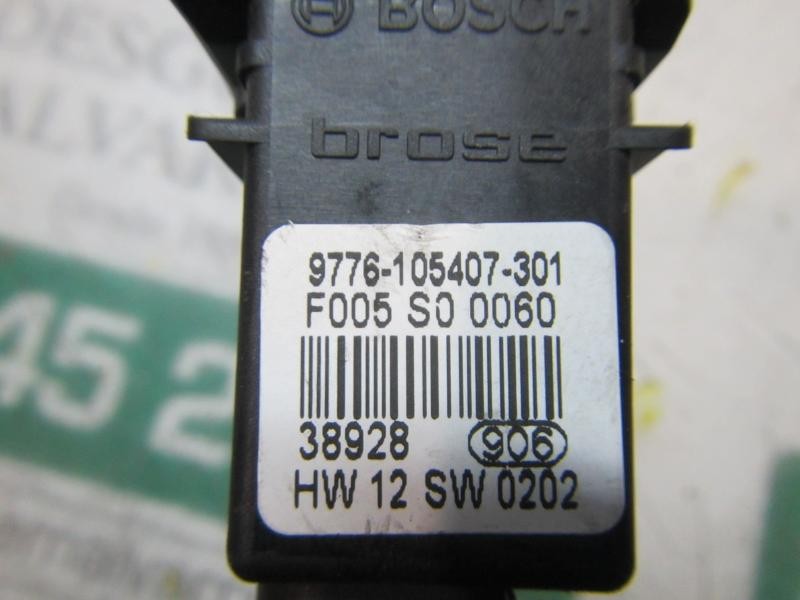 BOSCH
brose
9776-105407-301
F005 S0 0060
38928 906
HW 12 SW 0202
45 2